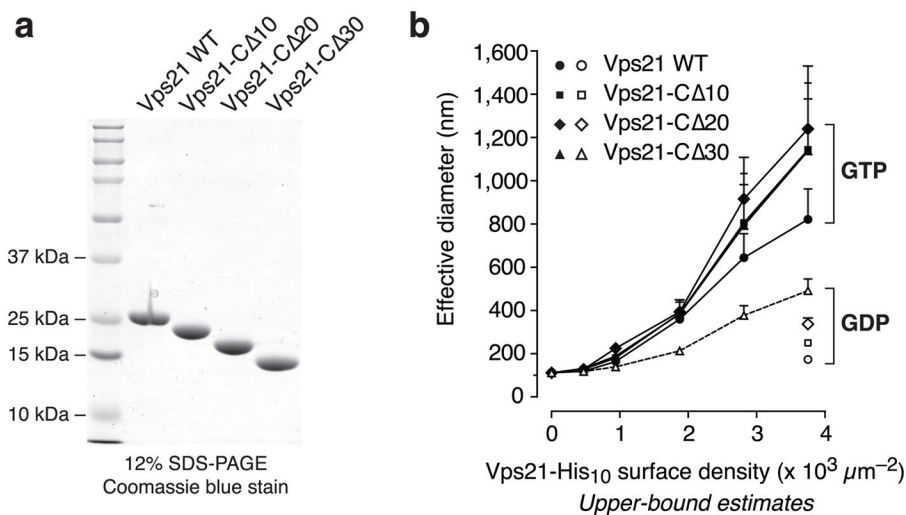 a
Vps21 WT
Vps21-CΔ10
Vps21-CΔ20
Vps21-CΔ30
37 kDa
25 kDa
15 kDa
10 kDa
12% SDS-PAGE
Coomassie blue stain
b
Effective diameter (nm)
1,600
1,400
1,200
1,000
800
600
400
200
0
Vps21 WT
Vps21-CΔ10
Vps21-CΔ20
Vps21-CΔ30
GTP
GDP
0 1 2 3 4
Vps21-His₁₀ surface density (x 10³ µm⁻²)
Upper-bound estimates